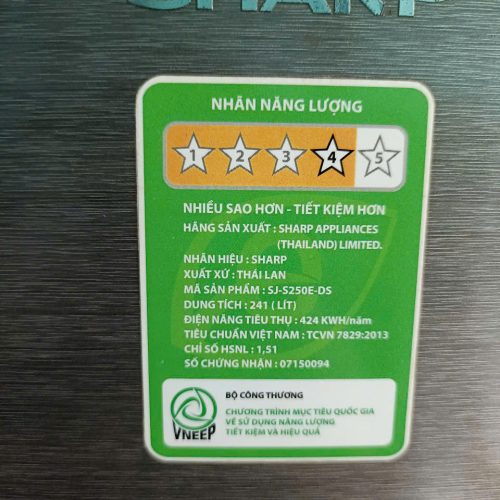 SHARP
NHÃN NĂNG LƯỢNG
1 2 3 4 5
NHIỀU SAO HƠN - TIẾT KIỆM HƠN
HÃNG SẢN XUẤT : SHARP APPLIANCES
(THAILAND) LIMITED.
NHÃN HIỆU : SHARP
XUẤT XỨ : THÁI LAN
MÃ SẢN PHẨM : SJ-S250E-DS
DUNG TÍCH : 241 ( LÍT)
ĐIỆN NĂNG TIÊU THỤ : 424 KWH/năm
TIÊU CHUẨN VIỆT NAM : TCVN 7829:2013
CHỈ SỐ HSNL : 1,51
SỐ CHỨNG NHẬN : 07150094
BỘ CÔNG THƯƠNG
CHƯƠNG TRÌNH MỤC TIÊU QUỐC GIA
VỀ SỬ DỤNG NĂNG LƯỢNG
TIẾT KIỆM VÀ HIỆU QUẢ
VNEEP